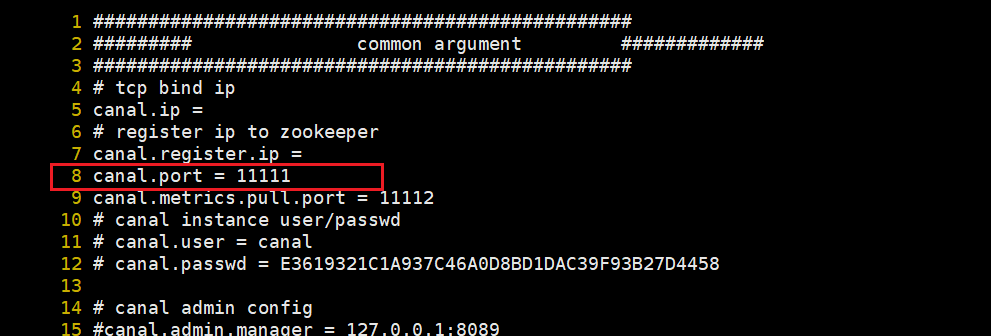 1 #################################################
2 #########               common argument         #############
3 #################################################
4 # tcp bind ip
5 canal.ip =
6 # register ip to zookeeper
7 canal.register.ip =
8 canal.port = 11111
9 canal.metrics.pull.port = 11112
10 # canal instance user/passwd
11 # canal.user = canal
12 # canal.passwd = E3619321C1A937C46A0D8BD1DAC39F93B27D4458
13
14 # canal admin config
15 #canal.admin.manager = 127.0.0.1:8089